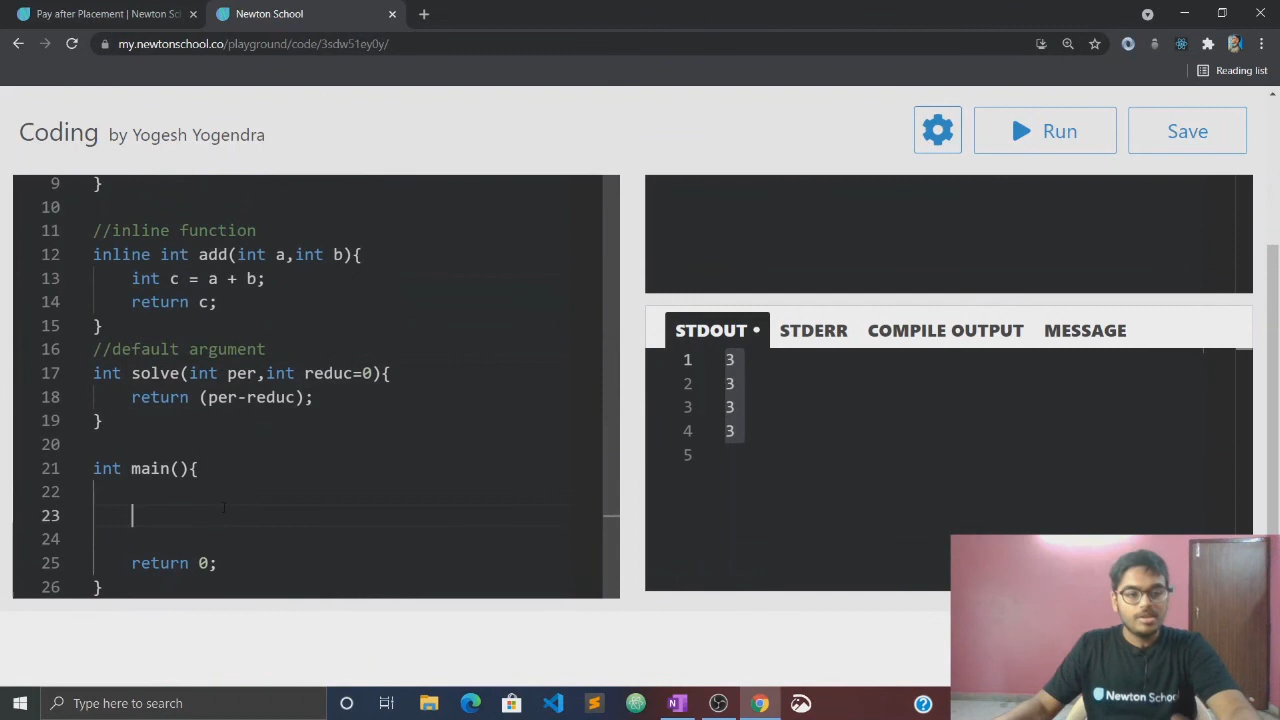 Pay after Placement | Newton Sc
Newton School
my.newtonschool.co/playground/code/3sdw51ey0y/
Reading list
Coding by Yogesh Yogendra
Run
Save
9 }
10
11 //inline function
12 inline int add(int a,int b){
13 int c = a + b;
14 return c;
15 }
16 //default argument
17 int solve(int per,int reduc=0){
18 return (per-reduc);
19 }
20
21 int main(){
22
23
24
25 return 0;
26 }
STDOUT • STDERR COMPILE OUTPUT MESSAGE
1 3
2 3
3 3
4 3
5
Newton School
Type here to search